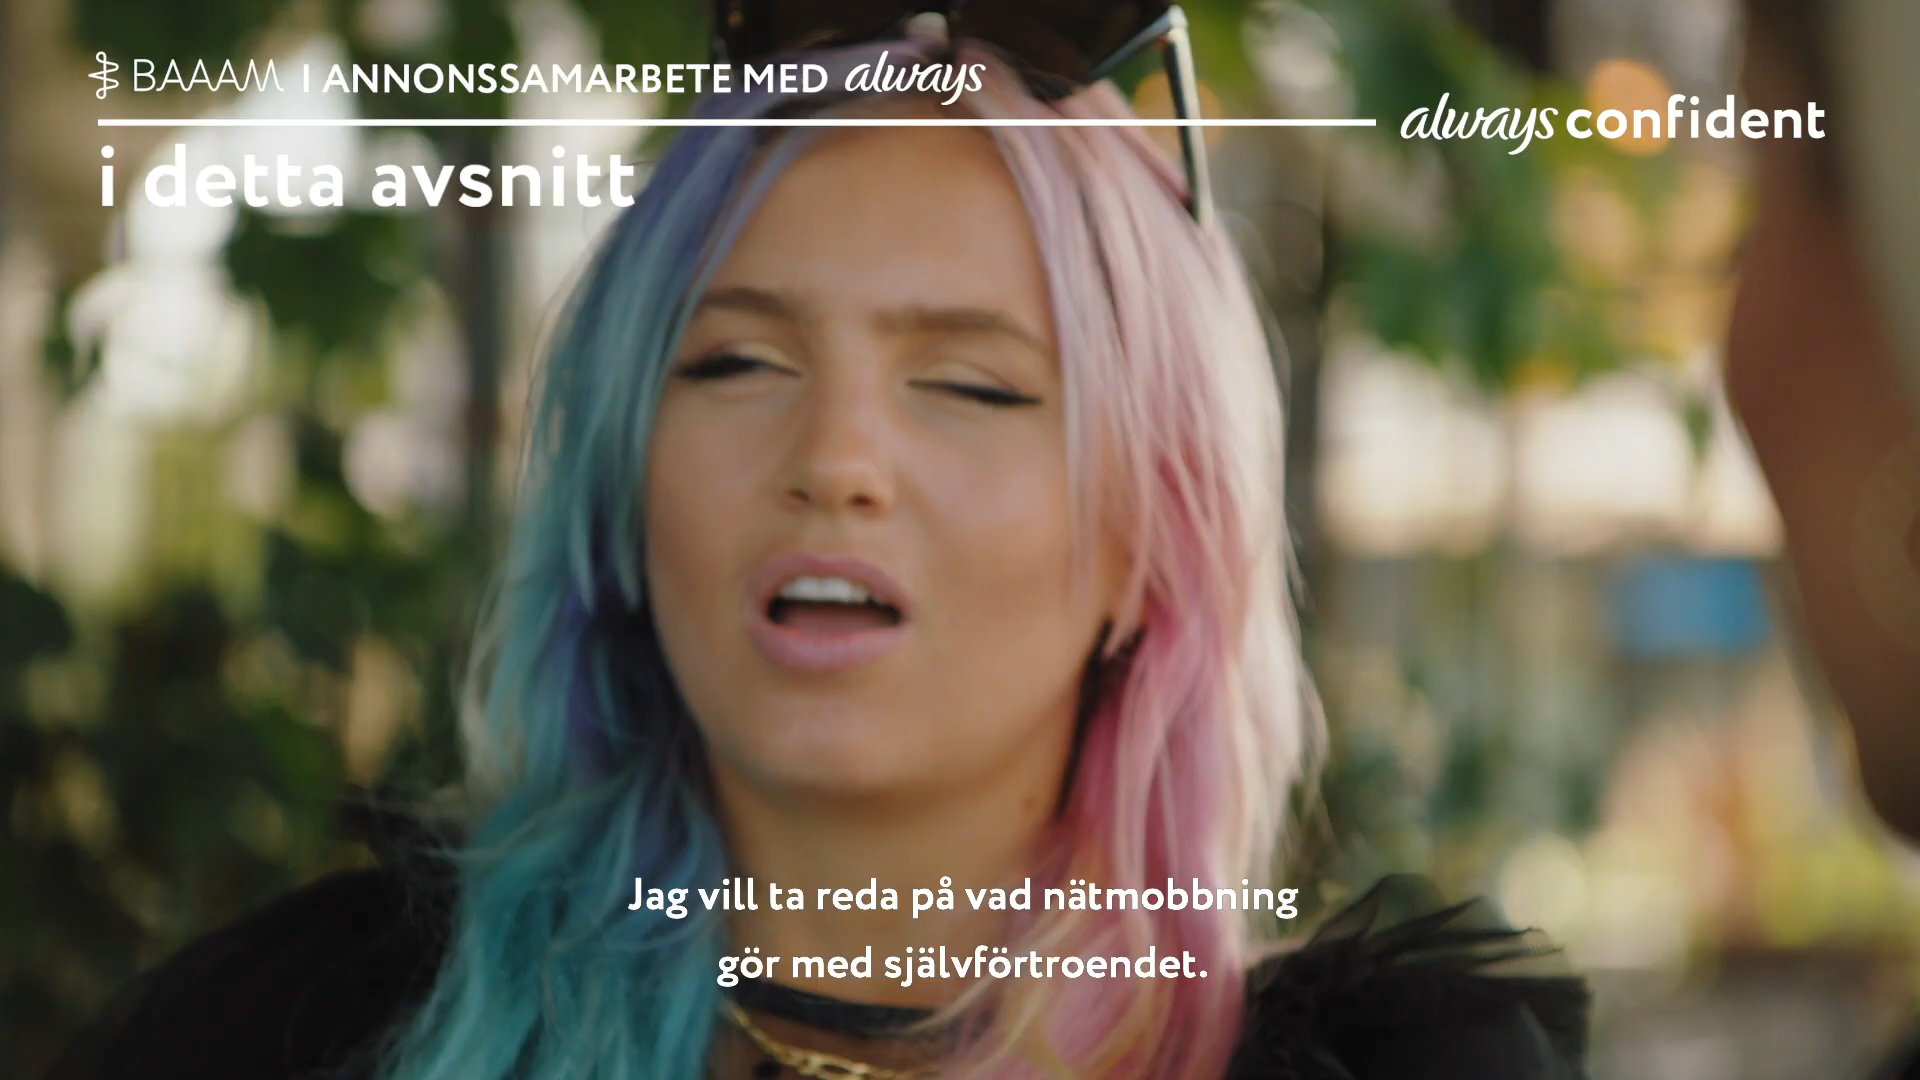 BAAAM I ANNONSSAMARBETE MED always
always confident
i detta avsnitt
Jag vill ta reda på vad nätmobbning
gör med självförtroendet.